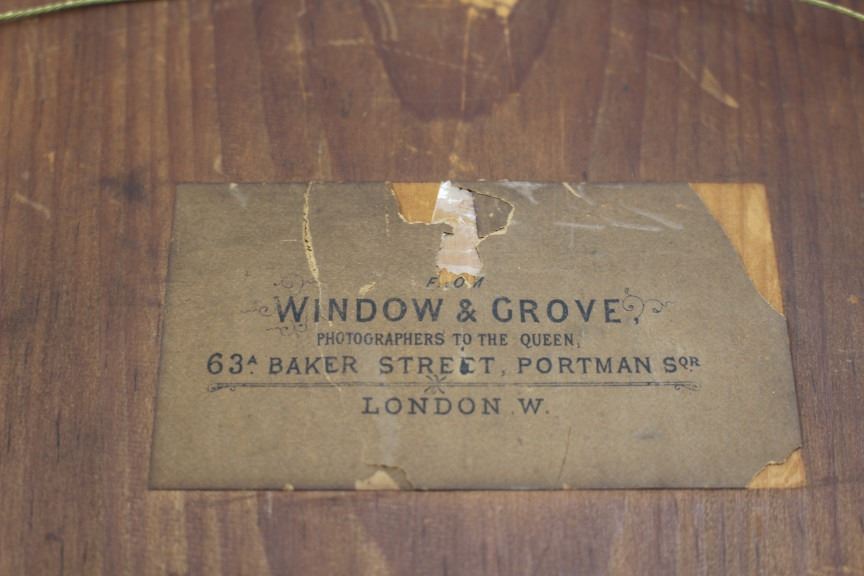 FROM
WINDOW & GROVE,
PHOTOGRAPHERS TO THE QUEEN,
63A BAKER STREET, PORTMAN SQR
LONDON W.